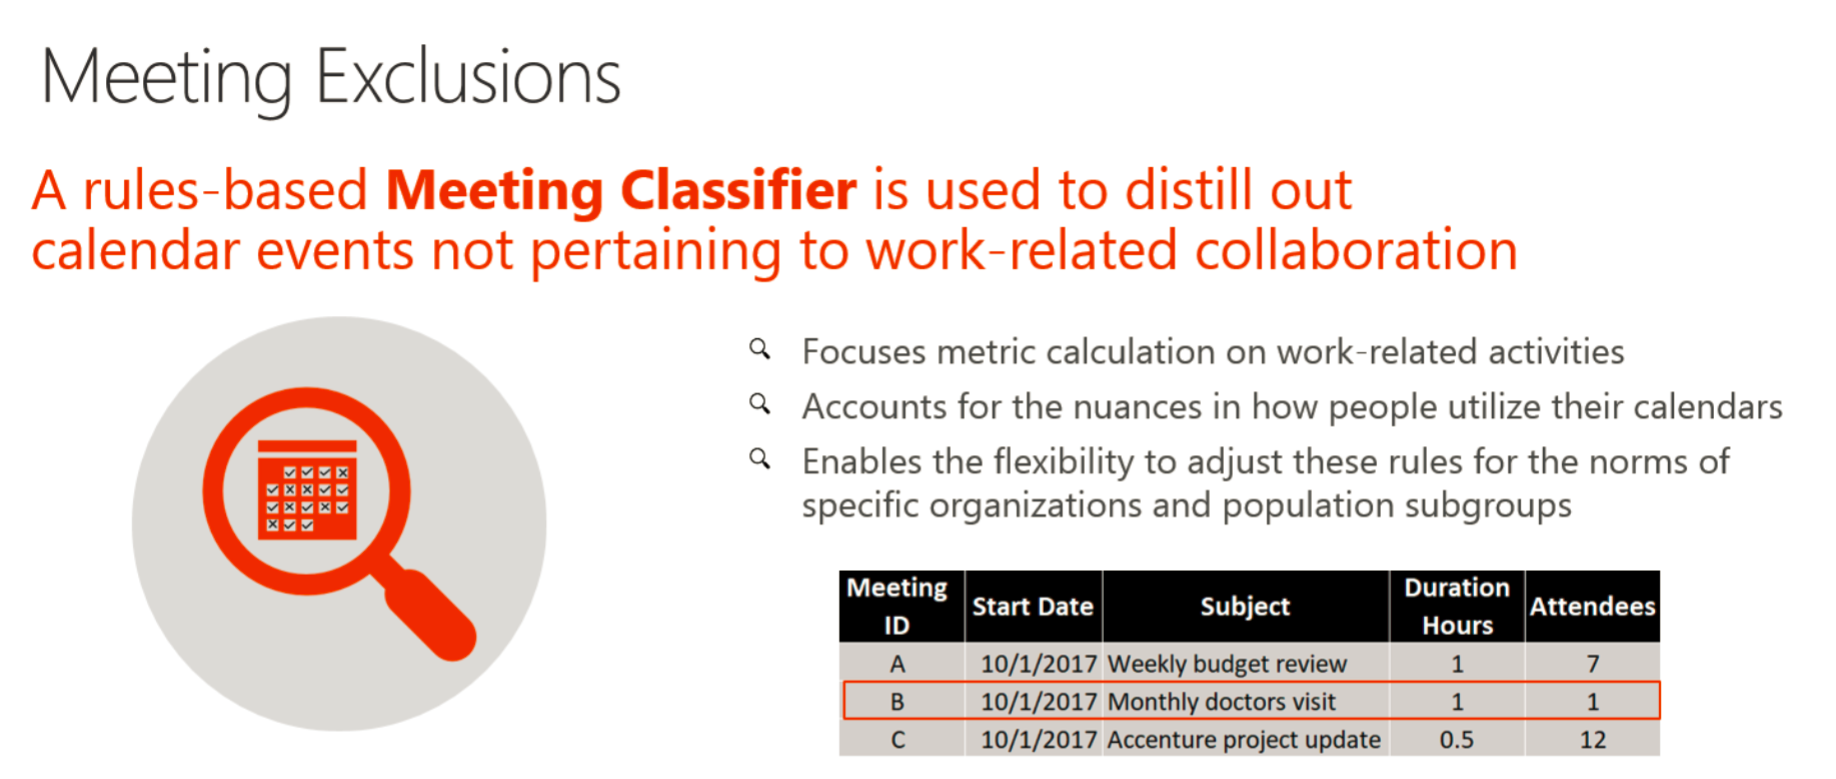 Meeting Exclusions
A rules-based Meeting Classifier is used to distill out
calendar events not pertaining to work-related collaboration
Focuses metric calculation on work-related activities
Accounts for the nuances in how people utilize their calendars
Enables the flexibility to adjust these rules for the norms of
specific organizations and population subgroups
Meeting ID Start Date Subject Duration Hours Attendees
A 10/1/2017 Weekly budget review 1 7
B 10/1/2017 Monthly doctors visit 1 1
C 10/1/2017 Accenture project update 0.5 12